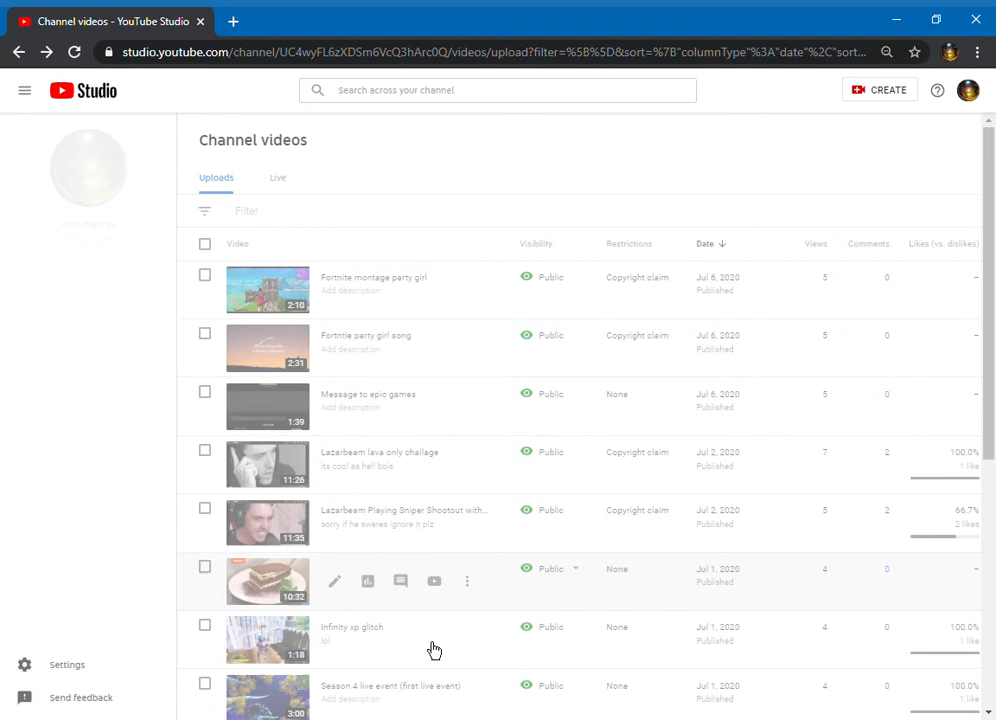 Channel videos - YouTube Studio
studio.youtube.com/channel/UC4wyFL6zXDSm6VcQ3hArc0Q/videos/upload?filter=%5B%5D&sort=%7B"columnType"%3A"date"%2C"sort...
Studio
Search across your channel
CREATE
Channel videos
Uploads Live
Filter
Video Visibility Restrictions Date Views Comments Likes (vs. dislikes)
Fortnite montage party girl Public Copyright claim Jul 6, 2020 5 0 –
Add description Published
2:10
Fortntie party girl song Public Copyright claim Jul 6, 2020 5 0 –
Add description Published
2:31
Message to epic games Public None Jul 6, 2020 5 0 –
Add description Published
1:39
Lazarbeam lava only challage Public Copyright claim Jul 2, 2020 7 2 100.0%
ita cool as hell bois Published 1 like
11:26
Lazarbeam Playing Sniper Shootout with... Public Copyright claim Jul 2, 2020 5 2 66.7%
sorry if he sweres ignore it plz Published 2 likes
11:35
Public None Jul 1, 2020 4 0 –
Published
10:32
Infinity xp glitch Public None Jul 1, 2020 4 0 100.0%
lol Published 1 like
1:18
Season 4 live event (first live event) Public None Jul 1, 2020 4 0 100.0%
Add description Published 1 like
3:00
Settings
Send feedback